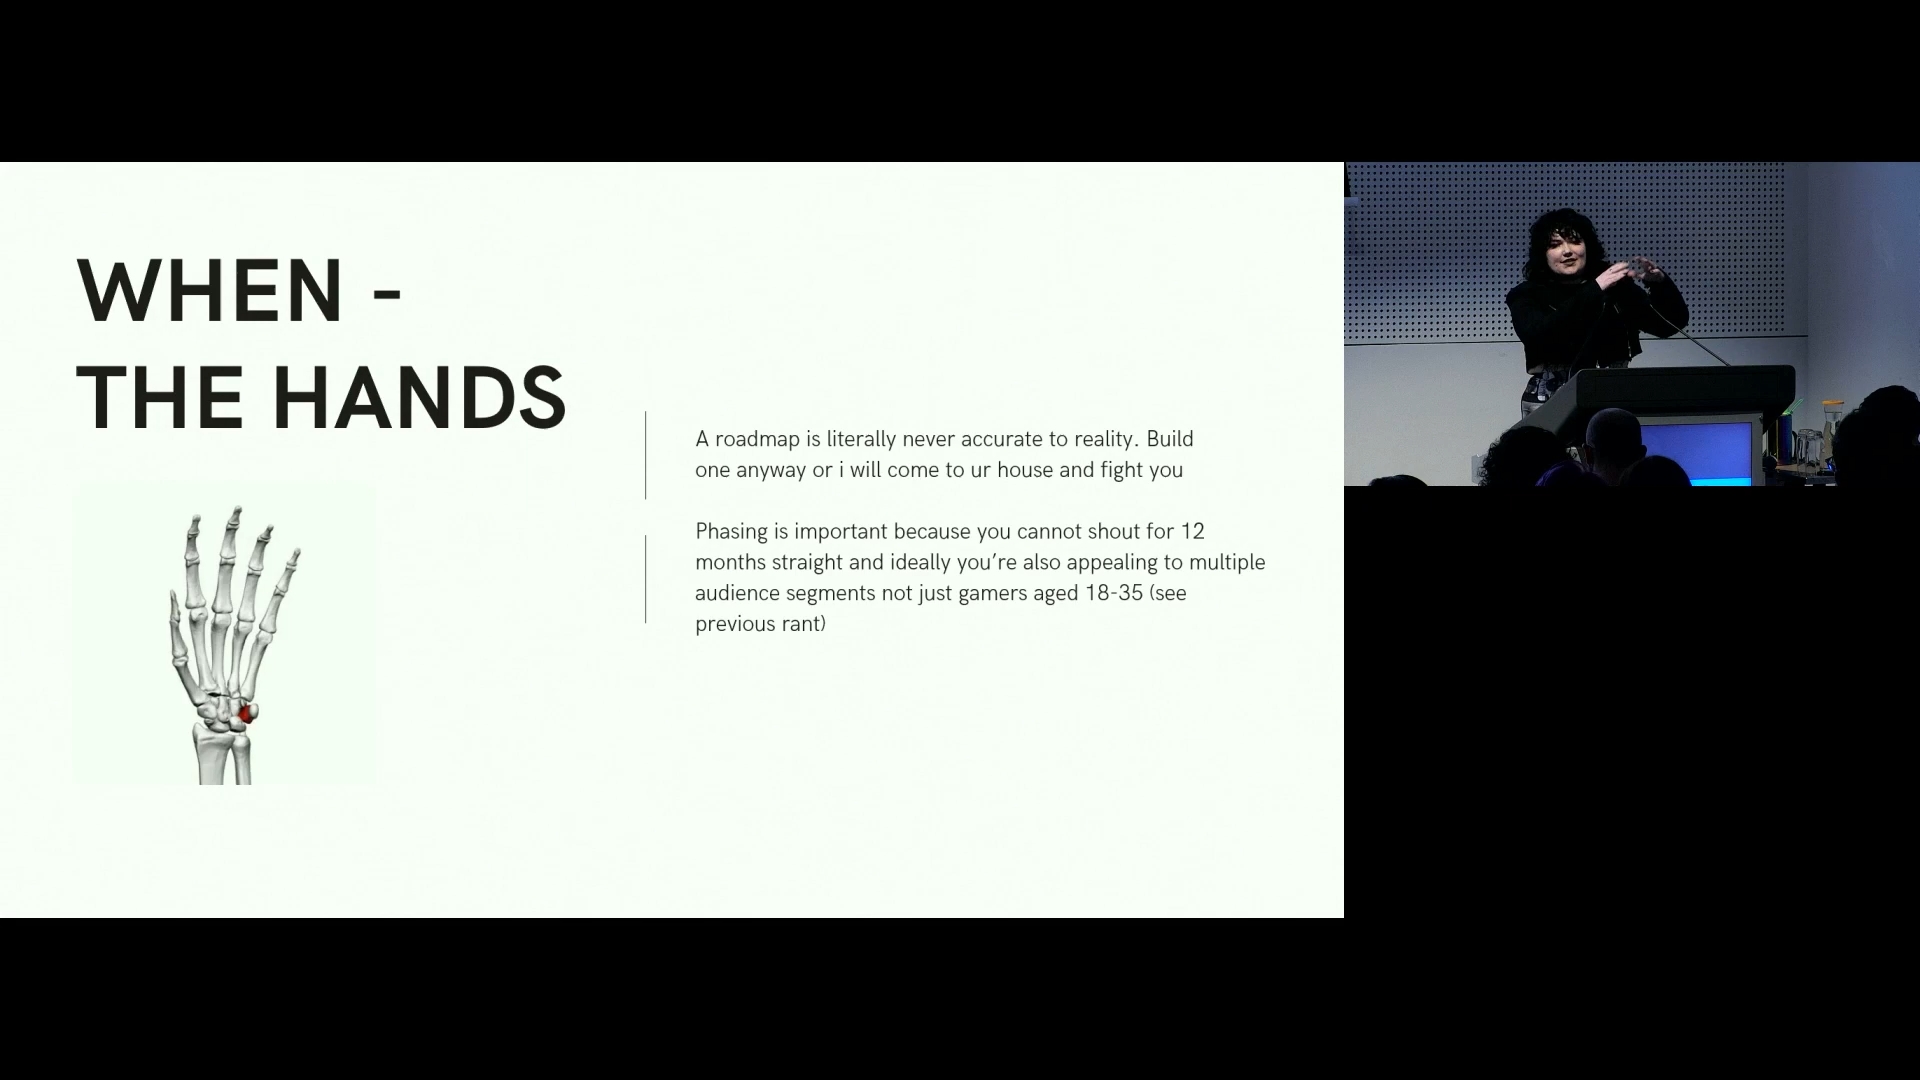 WHEN -
THE HANDS
A roadmap is literally never accurate to reality. Build
one anyway or i will come to ur house and fight you
Phasing is important because you cannot shout for 12
months straight and ideally you’re also appealing to multiple
audience segments not just gamers aged 18-35 (see
previous rant)